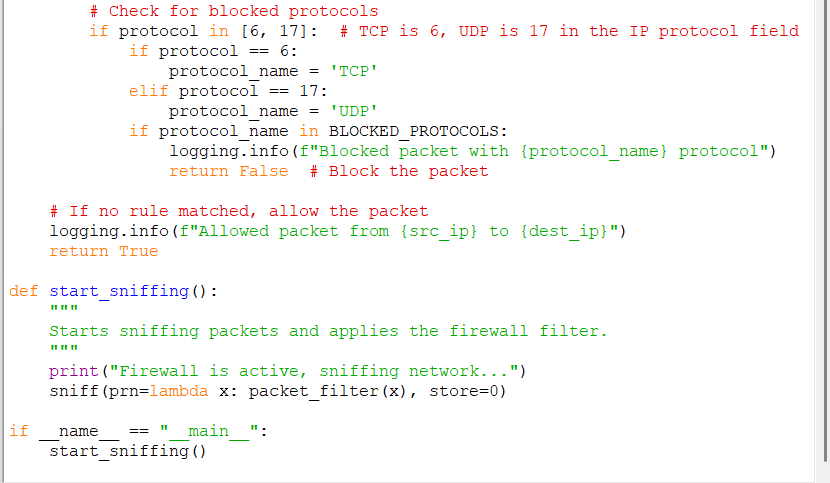 # Check for blocked protocols
        if protocol in [6, 17]:  # TCP is 6, UDP is 17 in the IP protocol field
            if protocol == 6:
                protocol_name = 'TCP'
            elif protocol == 17:
                protocol_name = 'UDP'
            if protocol_name in BLOCKED_PROTOCOLS:
                logging.info(f"Blocked packet with {protocol_name} protocol")
                return False  # Block the packet

    # If no rule matched, allow the packet
    logging.info(f"Allowed packet from {src_ip} to {dest_ip}")
    return True

def start_sniffing():
    """
    Starts sniffing packets and applies the firewall filter.
    """
    print("Firewall is active, sniffing network...")
    sniff(prn=lambda x: packet_filter(x), store=0)

if __name__ == "__main__":
    start_sniffing()